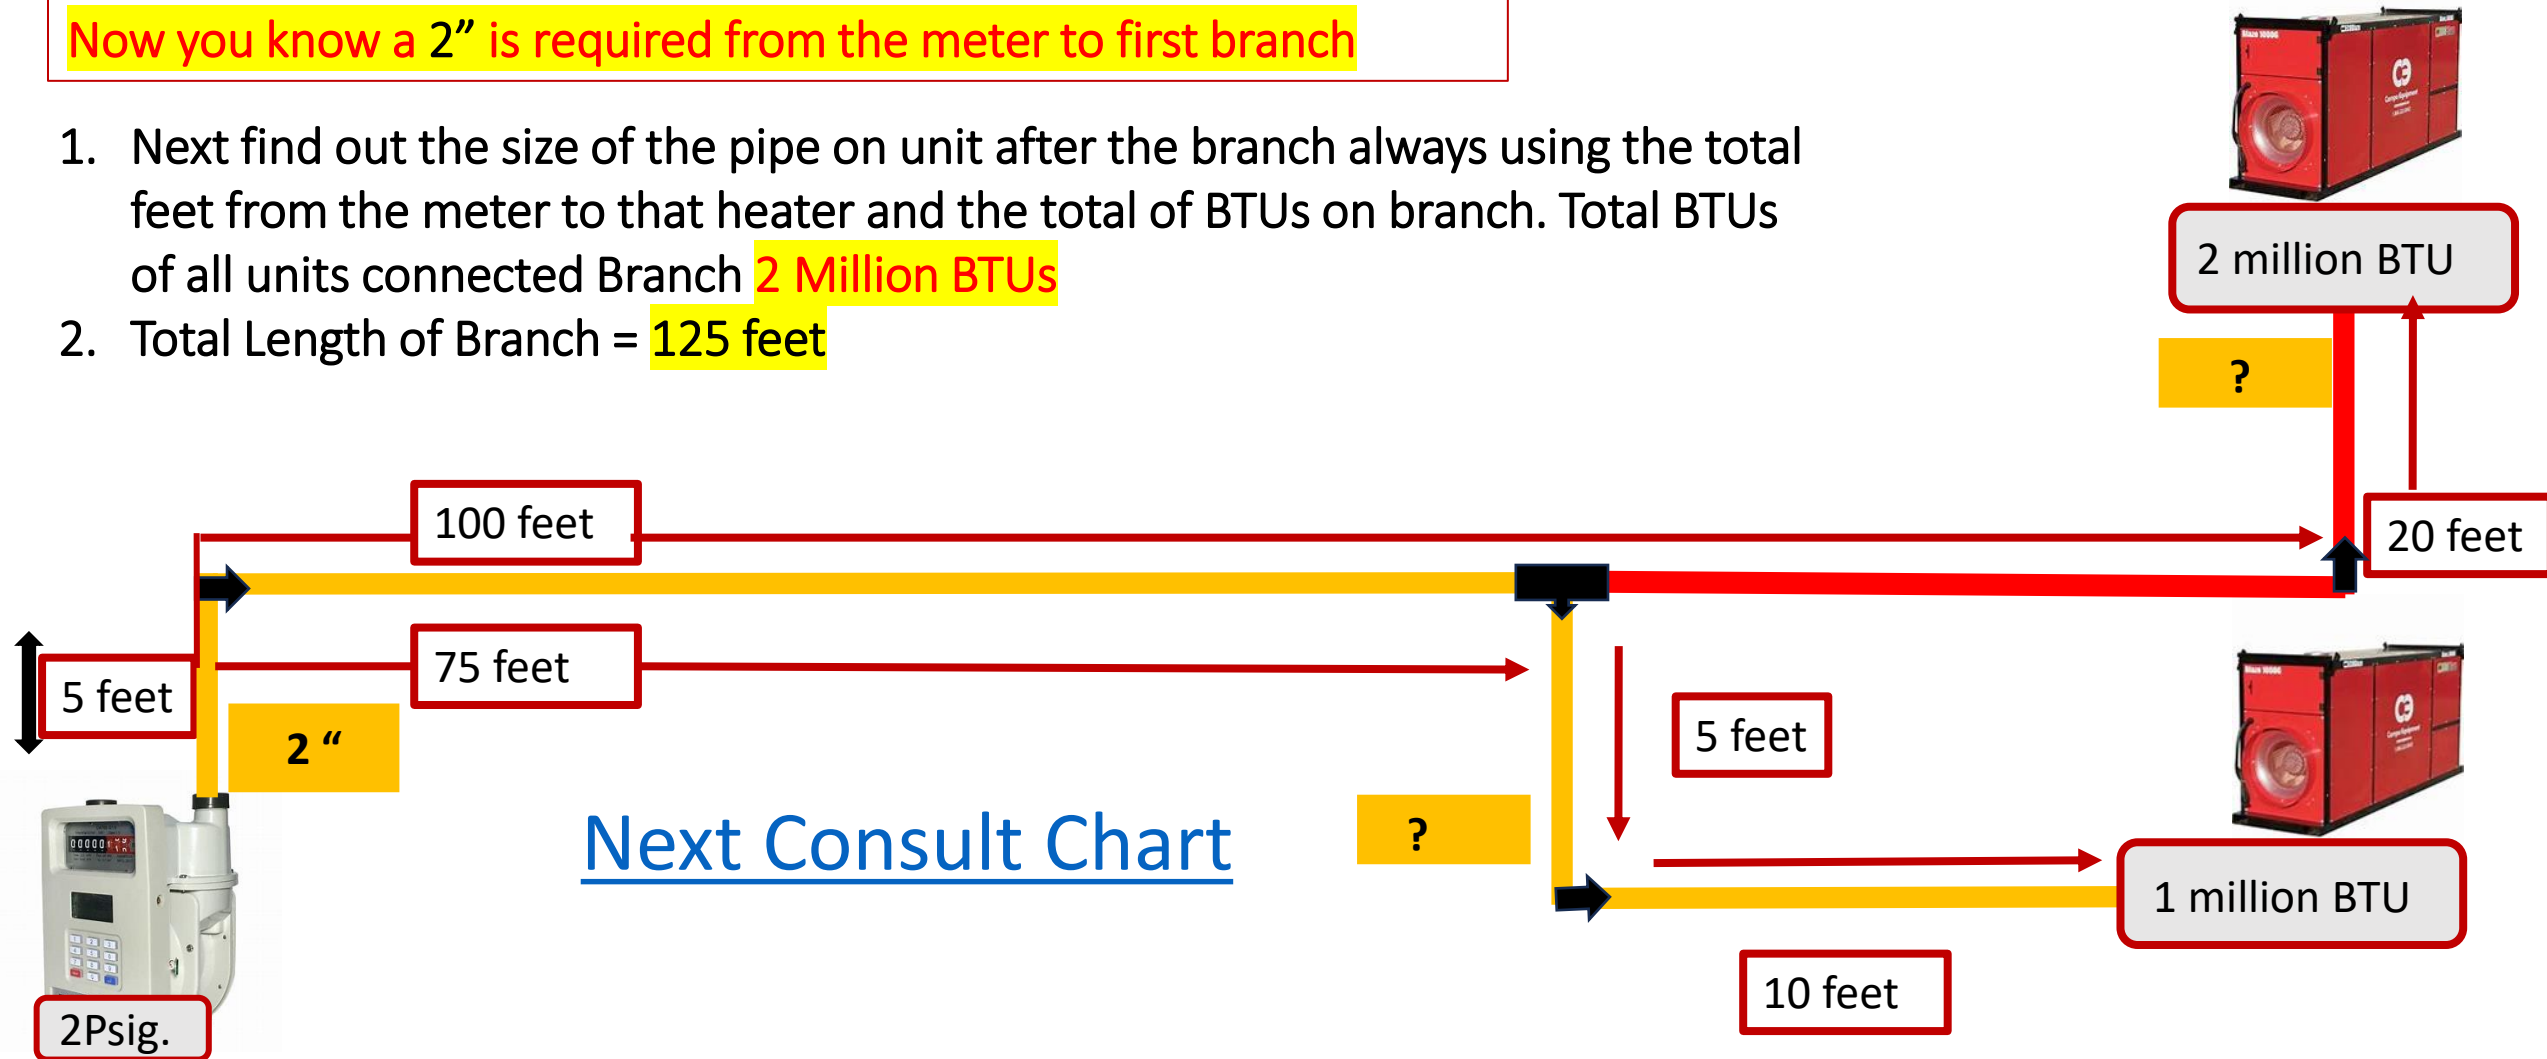 Now you know a 2” is required from the meter to first branch
1. Next find out the size of the pipe on unit after the branch always using the total
feet from the meter to that heater and the total of BTUs on branch. Total BTUs
of all units connected Branch 2 Million BTUs
2. Total Length of Branch = 125 feet
2 million BTU
?
100 feet
20 feet
75 feet
5 feet
2 “
5 feet
Next Consult Chart
?
1 million BTU
10 feet
2Psig.